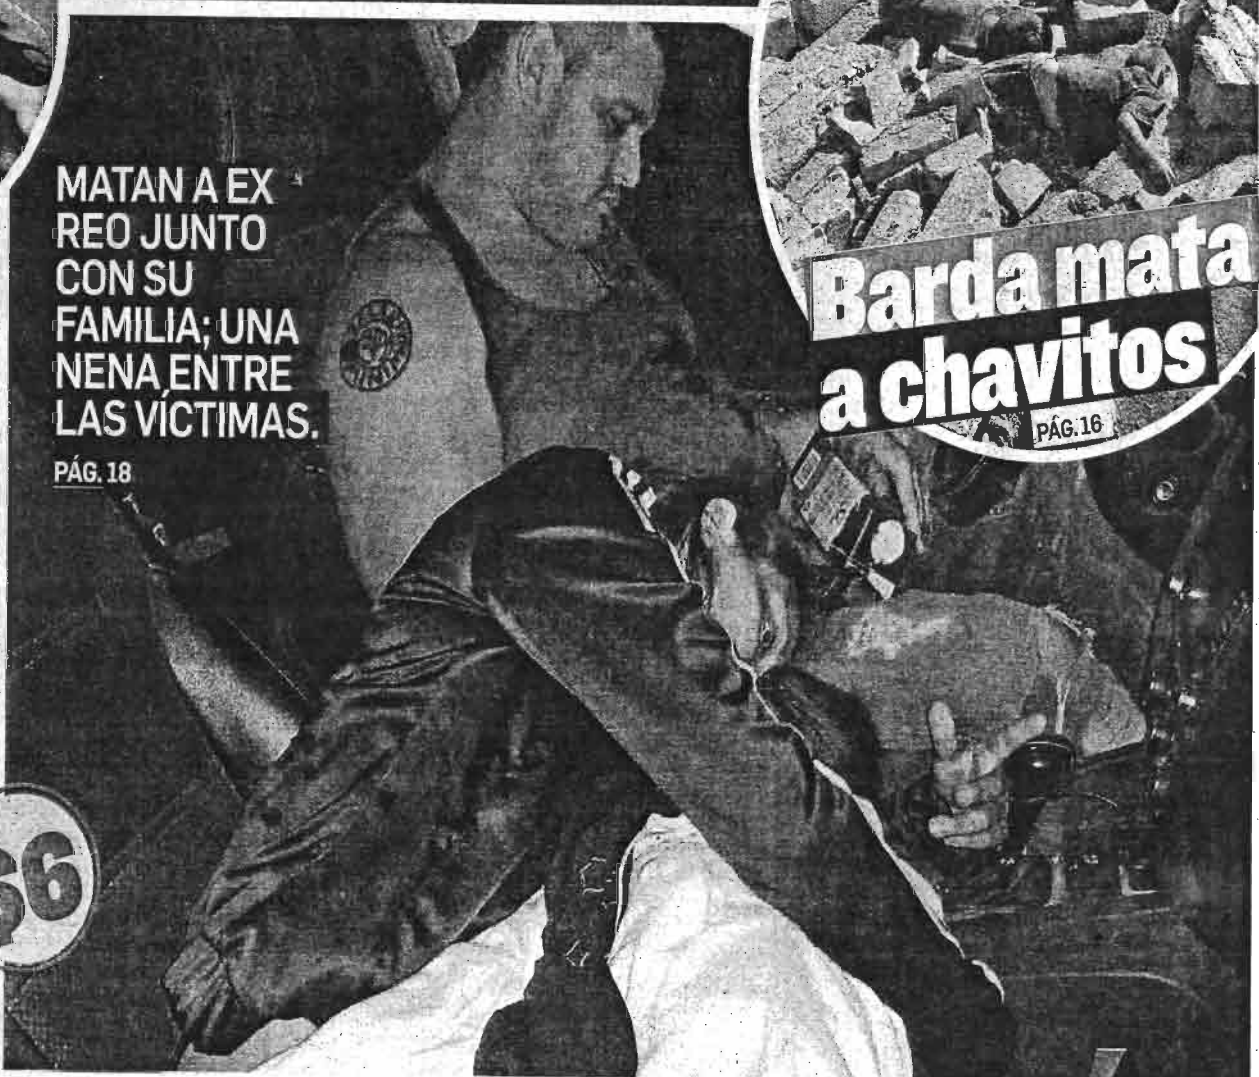 MATAN A EX
REO JUNTO
CON SU
FAMILIA; UNA
NENA ENTRE
LAS VÍCTIMAS.
PÁG. 18
Barda mata
a chavitos
PÁG. 16
66